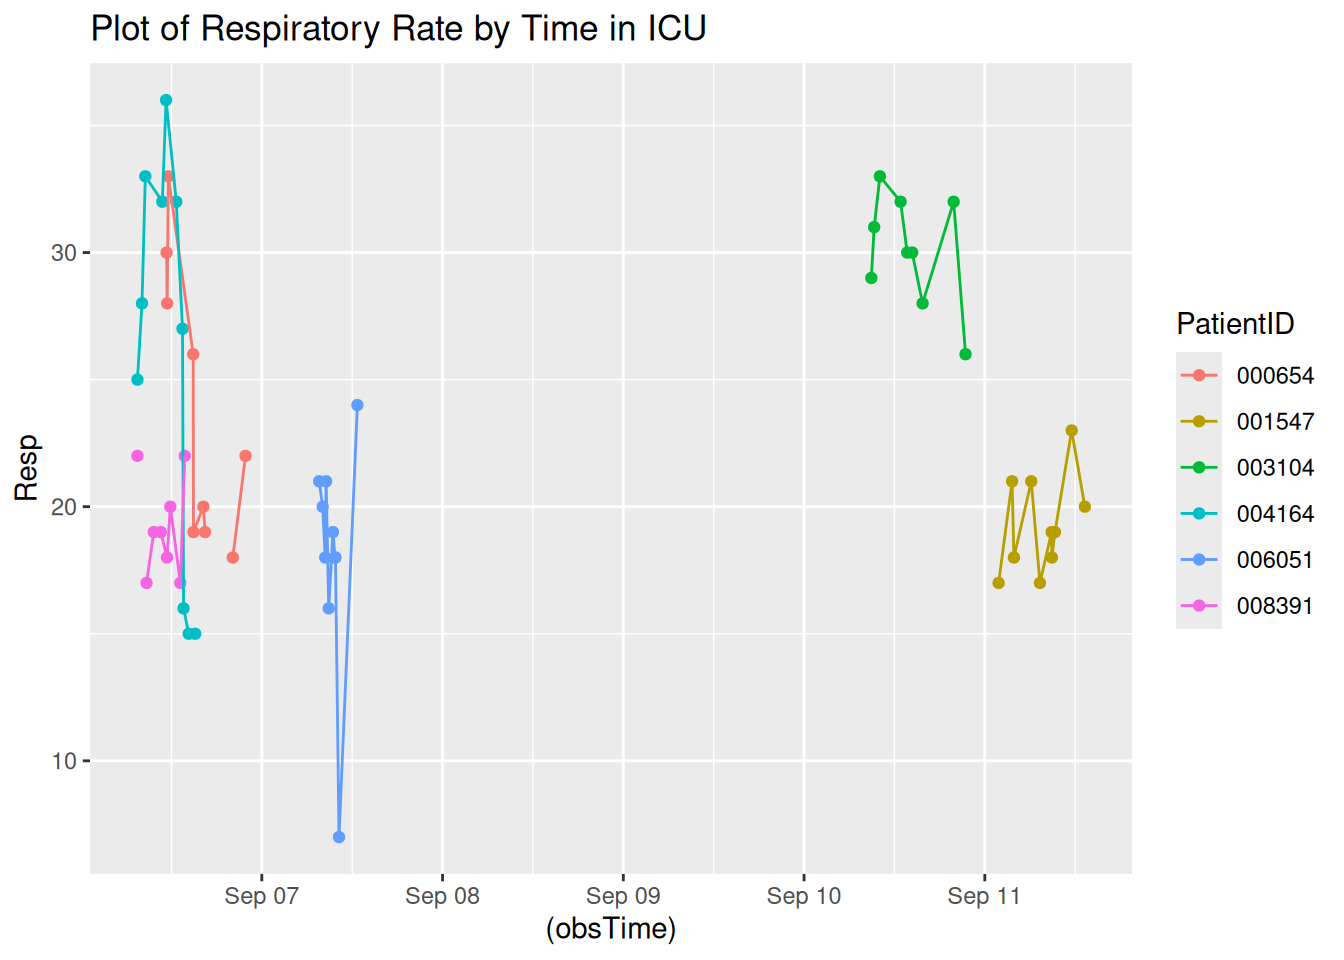 Plot of Respiratory Rate by Time in ICU
Resp
30
20
10
Sep 07 Sep 08 Sep 09 Sep 10 Sep 11
(obsTime)
PatientID
000654
001547
003104
004164
006051
008391